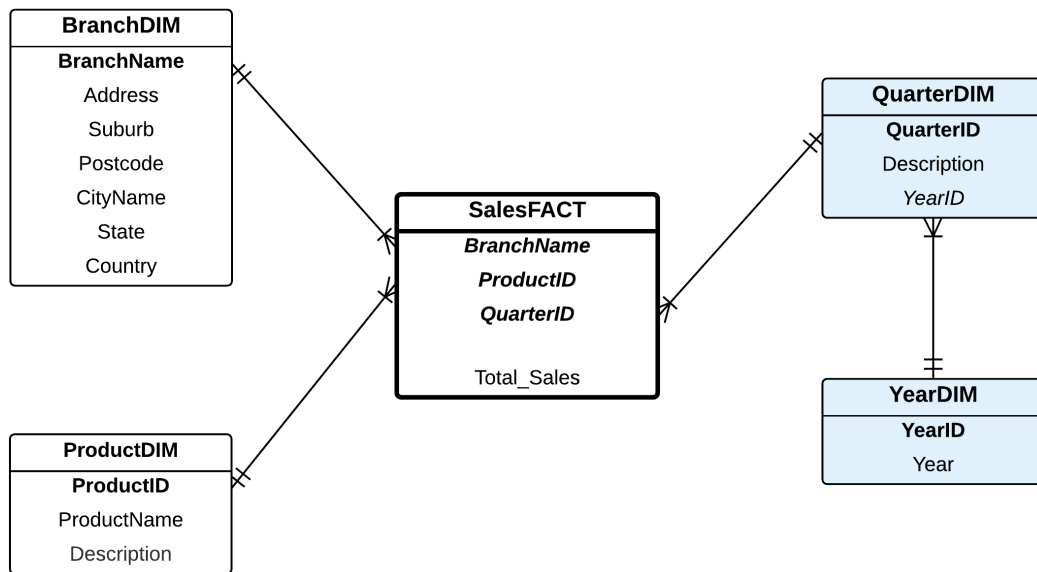 BranchDIM
BranchName
Address
Suburb
Postcode
CityName
State
Country
ProductDIM
ProductID
ProductName
Description
SalesFACT
BranchName
ProductID
QuarterID
Total_Sales
QuarterDIM
QuarterID
Description
YearID
YearDIM
YearID
Year